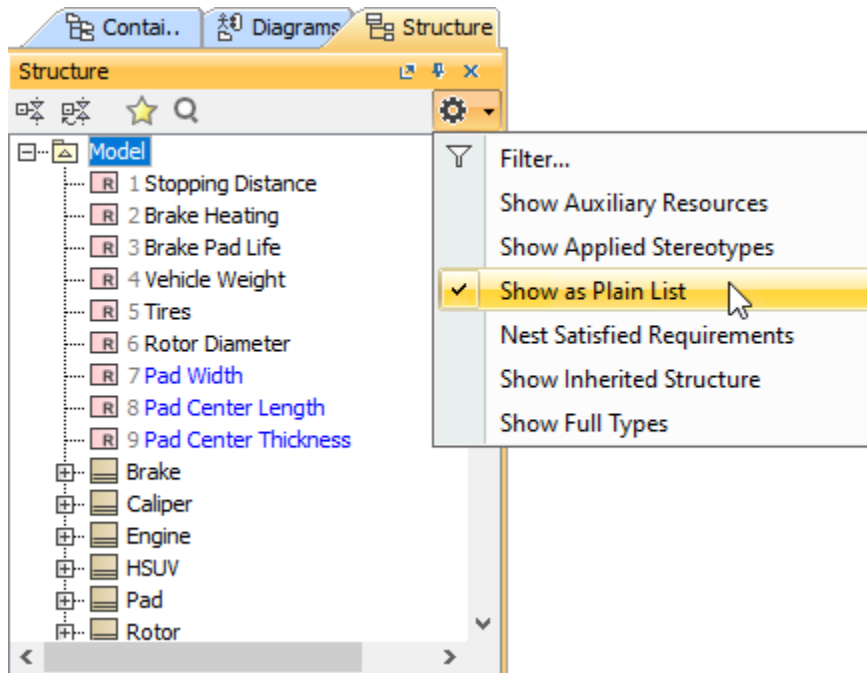 Contai..
Diagrams
Structure
Structure
Model
R 1 Stopping Distance
R 2 Brake Heating
R 3 Brake Pad Life
R 4 Vehicle Weight
R 5 Tires
R 6 Rotor Diameter
R 7 Pad Width
R 8 Pad Center Length
R 9 Pad Center Thickness
Brake
Caliper
Engine
HSUV
Pad
Rotor
Filter...
Show Auxiliary Resources
Show Applied Stereotypes
Show as Plain List
Nest Satisfied Requirements
Show Inherited Structure
Show Full Types